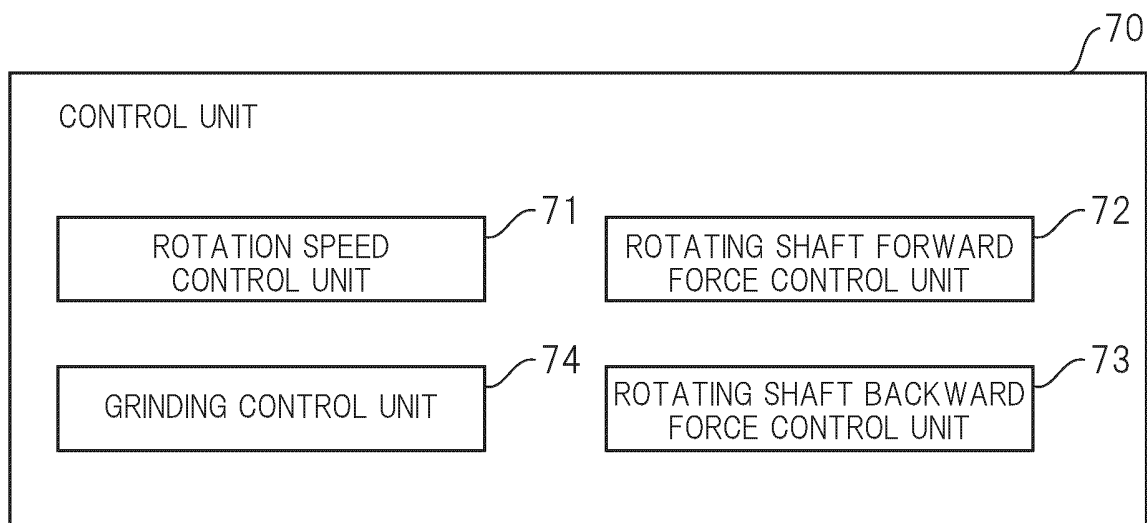 70
CONTROL UNIT
71
ROTATION SPEED
CONTROL UNIT
72
ROTATING SHAFT FORWARD
FORCE CONTROL UNIT
74
GRINDING CONTROL UNIT
73
ROTATING SHAFT BACKWARD
FORCE CONTROL UNIT